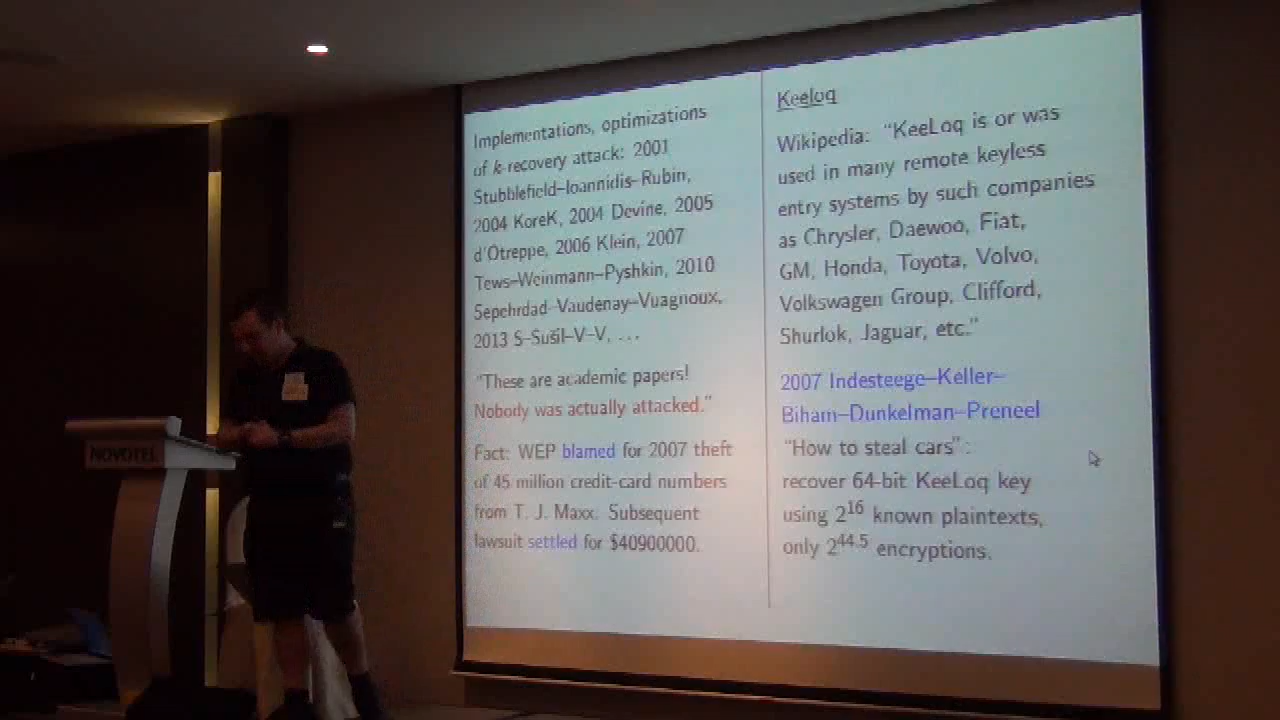 Implementations, optimizations
of k-recovery attack: 2001
Stubblefield–Ioannidis–Rubin,
2004 KoreK, 2004 Devine, 2005
d'Otreppe, 2006 Klein, 2007
Tews–Weinmann–Pyshkin, 2010
Sepehrdad–Vaudenay–Vuagnoux,
2013 S–Sušil–V–V, ...
"These are academic papers!
Nobody was actually attacked."
Fact: WEP blamed for 2007 theft
of 45 million credit-card numbers
from T. J. Maxx. Subsequent
lawsuit settled for $40900000.
Keeloq
Wikipedia: "KeeLoq is or was
used in many remote keyless
entry systems by such companies
as Chrysler, Daewoo, Fiat,
GM, Honda, Toyota, Volvo,
Volkswagen Group, Clifford,
Shurlok, Jaguar, etc."
2007 Indesteege–Keller–
Biham–Dunkelman–Preneel
"How to steal cars":
recover 64-bit KeeLoq key
using 2^16 known plaintexts,
only 2^44.5 encryptions.
NOVOTEL